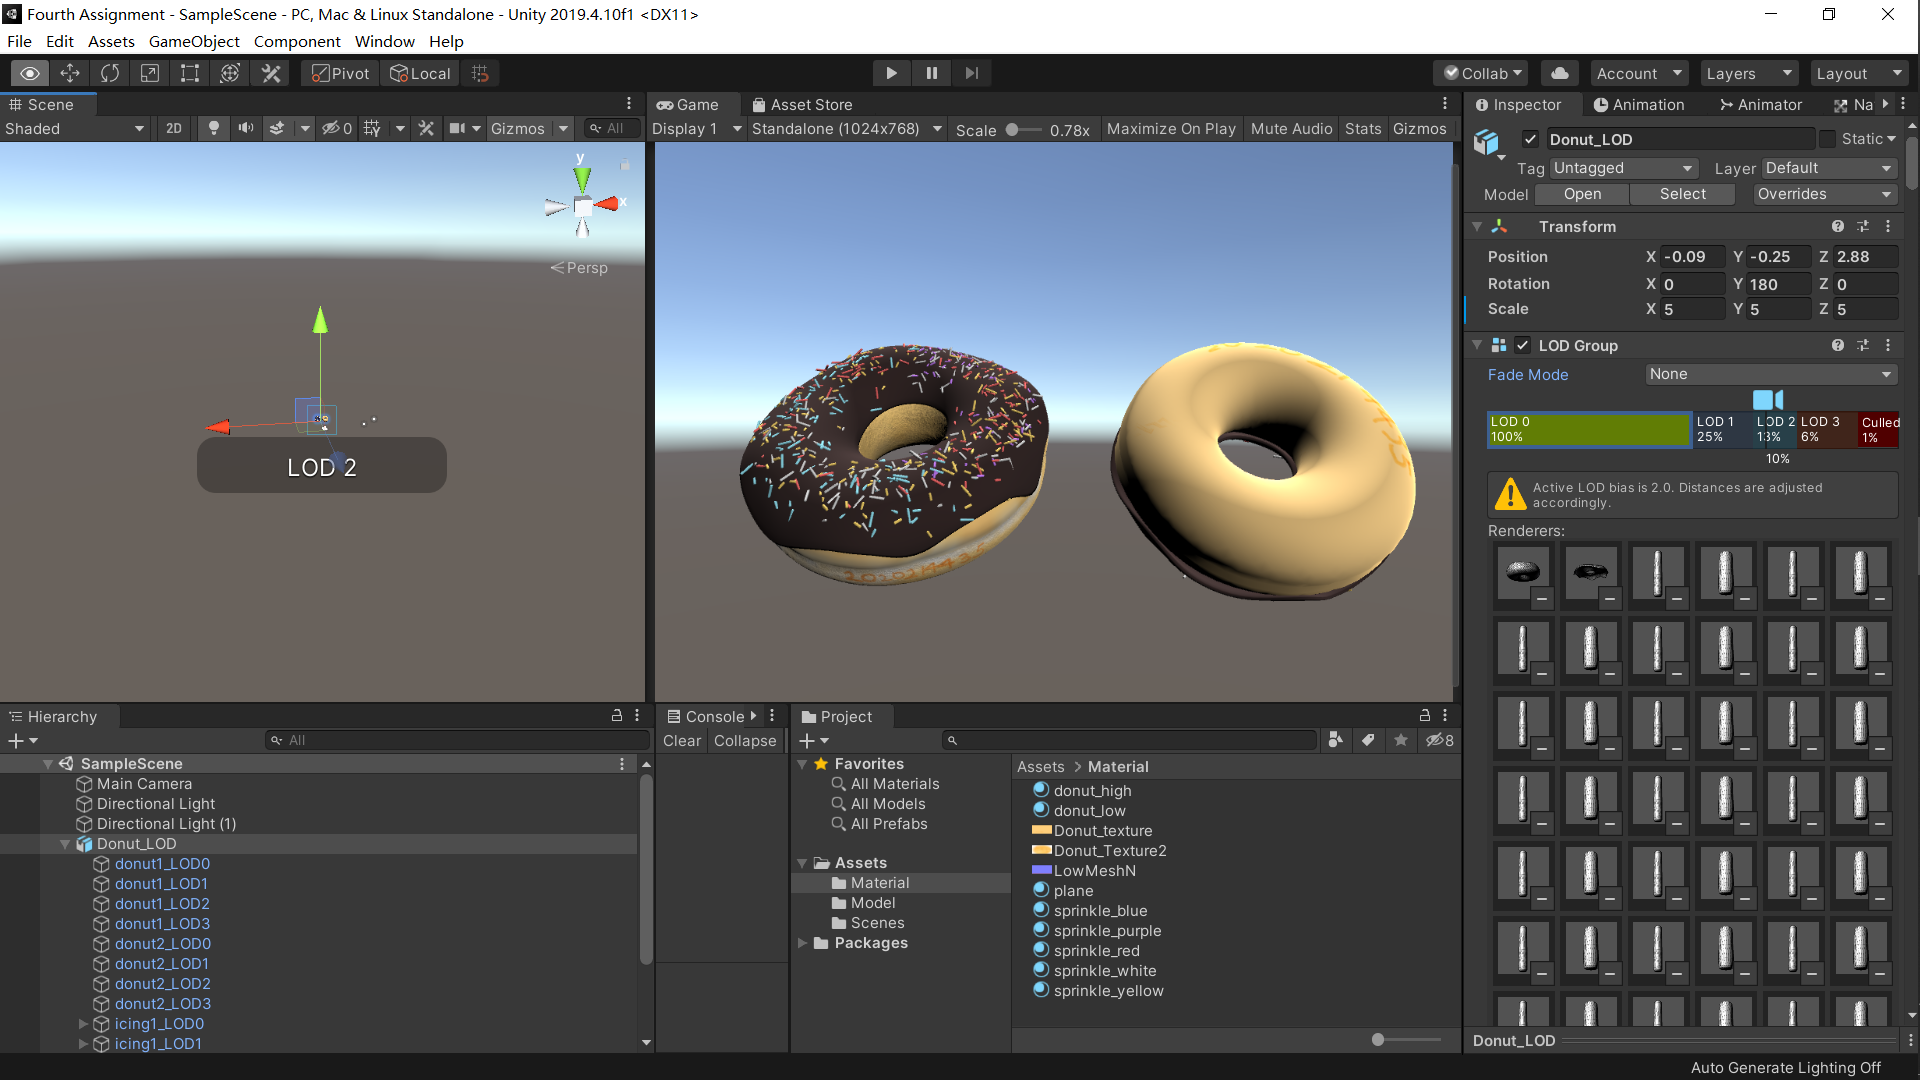 Fourth Assignment - SampleScene - PC, Mac & Linux Standalone - Unity 2019.4.10f1 <DX11>
File Edit Assets GameObject Component Window Help
Pivot Local Collab Account Layers Layout
Scene
Shaded 2D 0 Gizmos All
y
x
Persp
LOD 2
Game Asset Store
Display 1 Standalone (1024x768) Scale 0.78x Maximize On Play Mute Audio Stats Gizmos
Inspector Animation Animator Na
Donut_LOD Static
Tag Untagged Layer Default
Model Open Select Overrides
Transform
Position X -0.09 Y -0.25 Z 2.88
Rotation X 0 Y 180 Z 0
Scale X 5 Y 5 Z 5
LOD Group
Fade Mode None
LOD 0 LOD 1 LOD 2 LOD 3 Culled
100% 25% 13% 6% 1%
10%
Active LOD bias is 2.0. Distances are adjusted
accordingly.
Renderers:
Donut_LOD
Hierarchy
All
SampleScene
Main Camera
Directional Light
Directional Light (1)
Donut_LOD
donut1_LOD0
donut1_LOD1
donut1_LOD2
donut1_LOD3
donut2_LOD0
donut2_LOD1
donut2_LOD2
donut2_LOD3
icing1_LOD0
icing1_LOD1
Console
Clear Collapse
Project
8
Favorites
All Materials
All Models
All Prefabs
Assets
Material
Model
Scenes
Packages
Assets > Material
donut_high
donut_low
Donut_texture
Donut_Texture2
LowMeshN
plane
sprinkle_blue
sprinkle_purple
sprinkle_red
sprinkle_white
sprinkle_yellow
Auto Generate Lighting Off